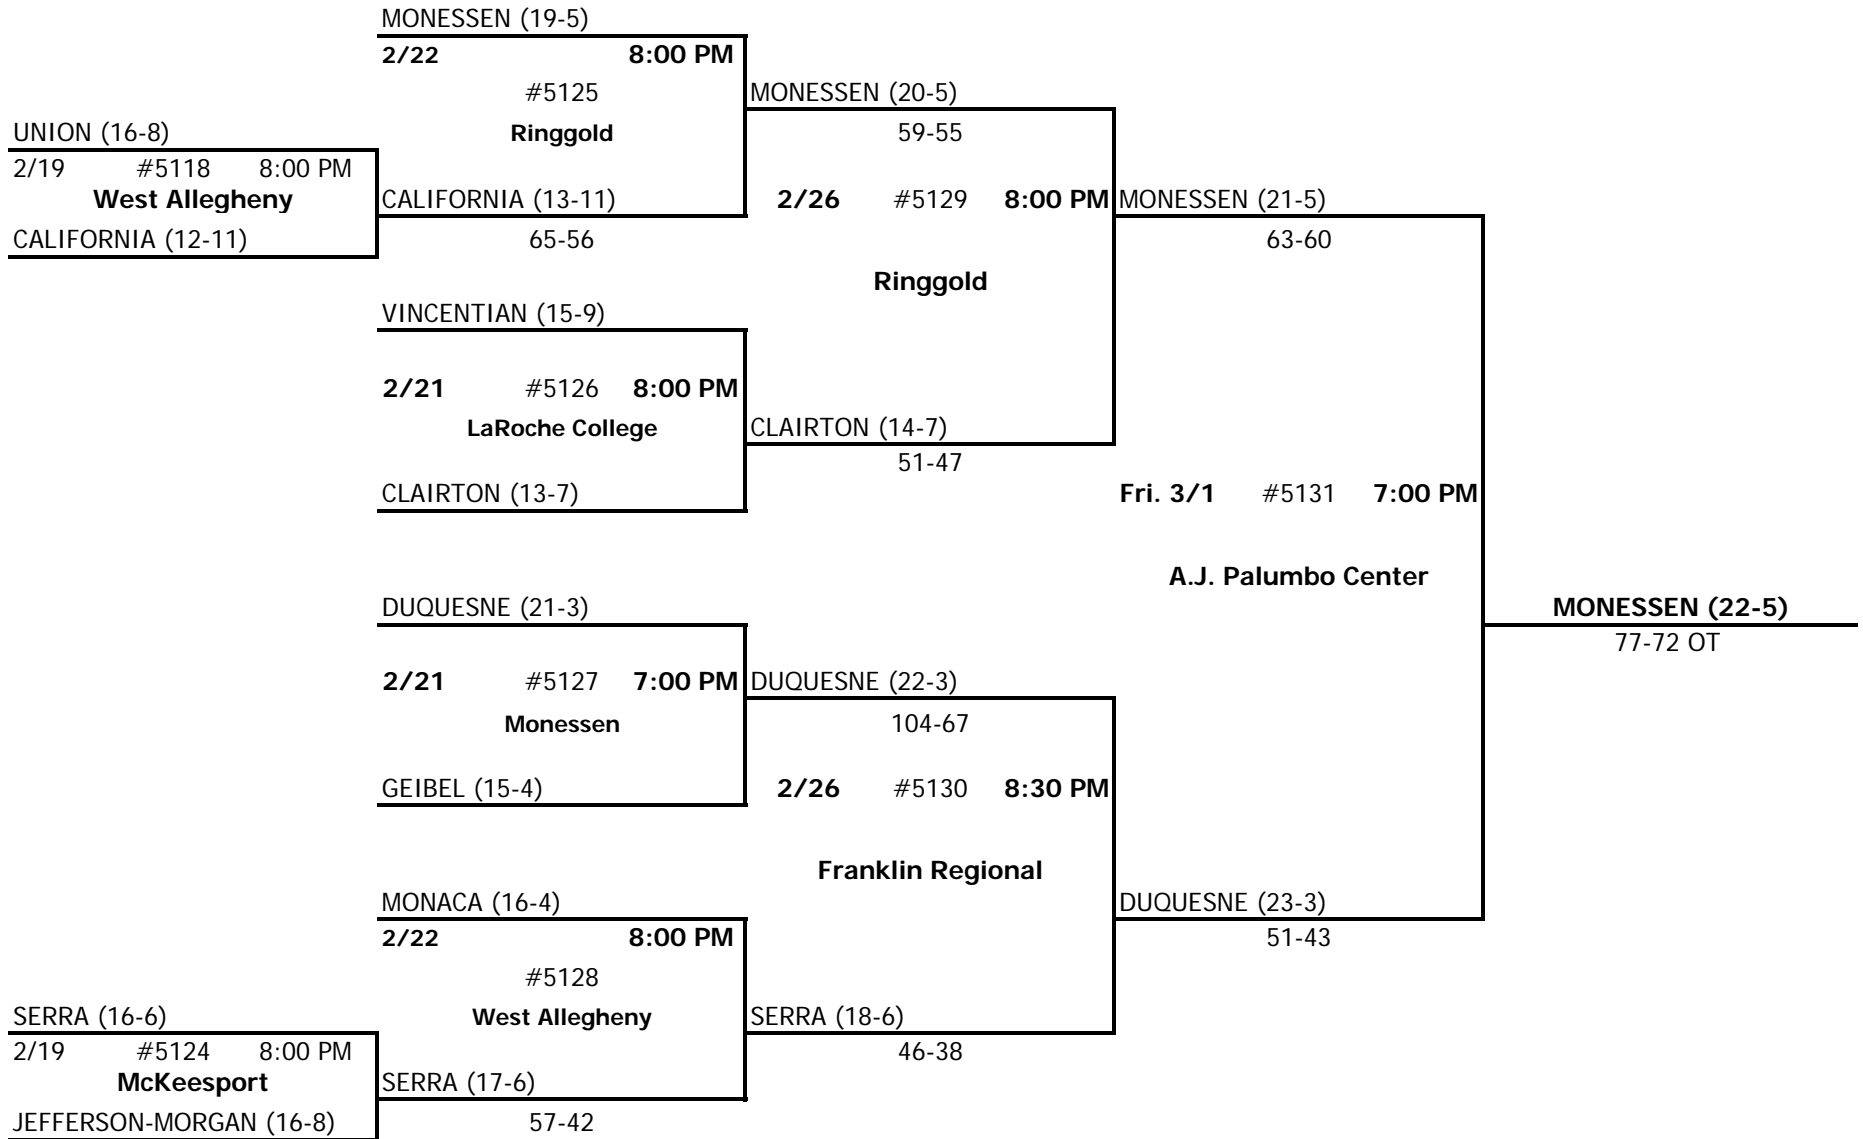 MONESSEN (19-5)
2/22 8:00 PM
#5125 MONESSEN (20-5)
UNION (16-8) Ringgold 59-55
2/19 #5118 8:00 PM
West Allegheny CALIFORNIA (13-11) 2/26 #5129 8:00 PM MONESSEN (21-5)
CALIFORNIA (12-11) 65-56 63-60
Ringgold
VINCENTIAN (15-9)
2/21 #5126 8:00 PM
LaRoche College CLAIRTON (14-7)
51-47
CLAIRTON (13-7) Fri. 3/1 #5131 7:00 PM
A.J. Palumbo Center
DUQUESNE (21-3) MONESSEN (22-5)
77-72 OT
2/21 #5127 7:00 PM DUQUESNE (22-3)
Monessen 104-67
GEIBEL (15-4) 2/26 #5130 8:30 PM
Franklin Regional
MONACA (16-4) DUQUESNE (23-3)
2/22 8:00 PM 51-43
#5128
SERRA (16-6) West Allegheny SERRA (18-6)
2/19 #5124 8:00 PM 46-38
McKeesport SERRA (17-6)
JEFFERSON-MORGAN (16-8) 57-42